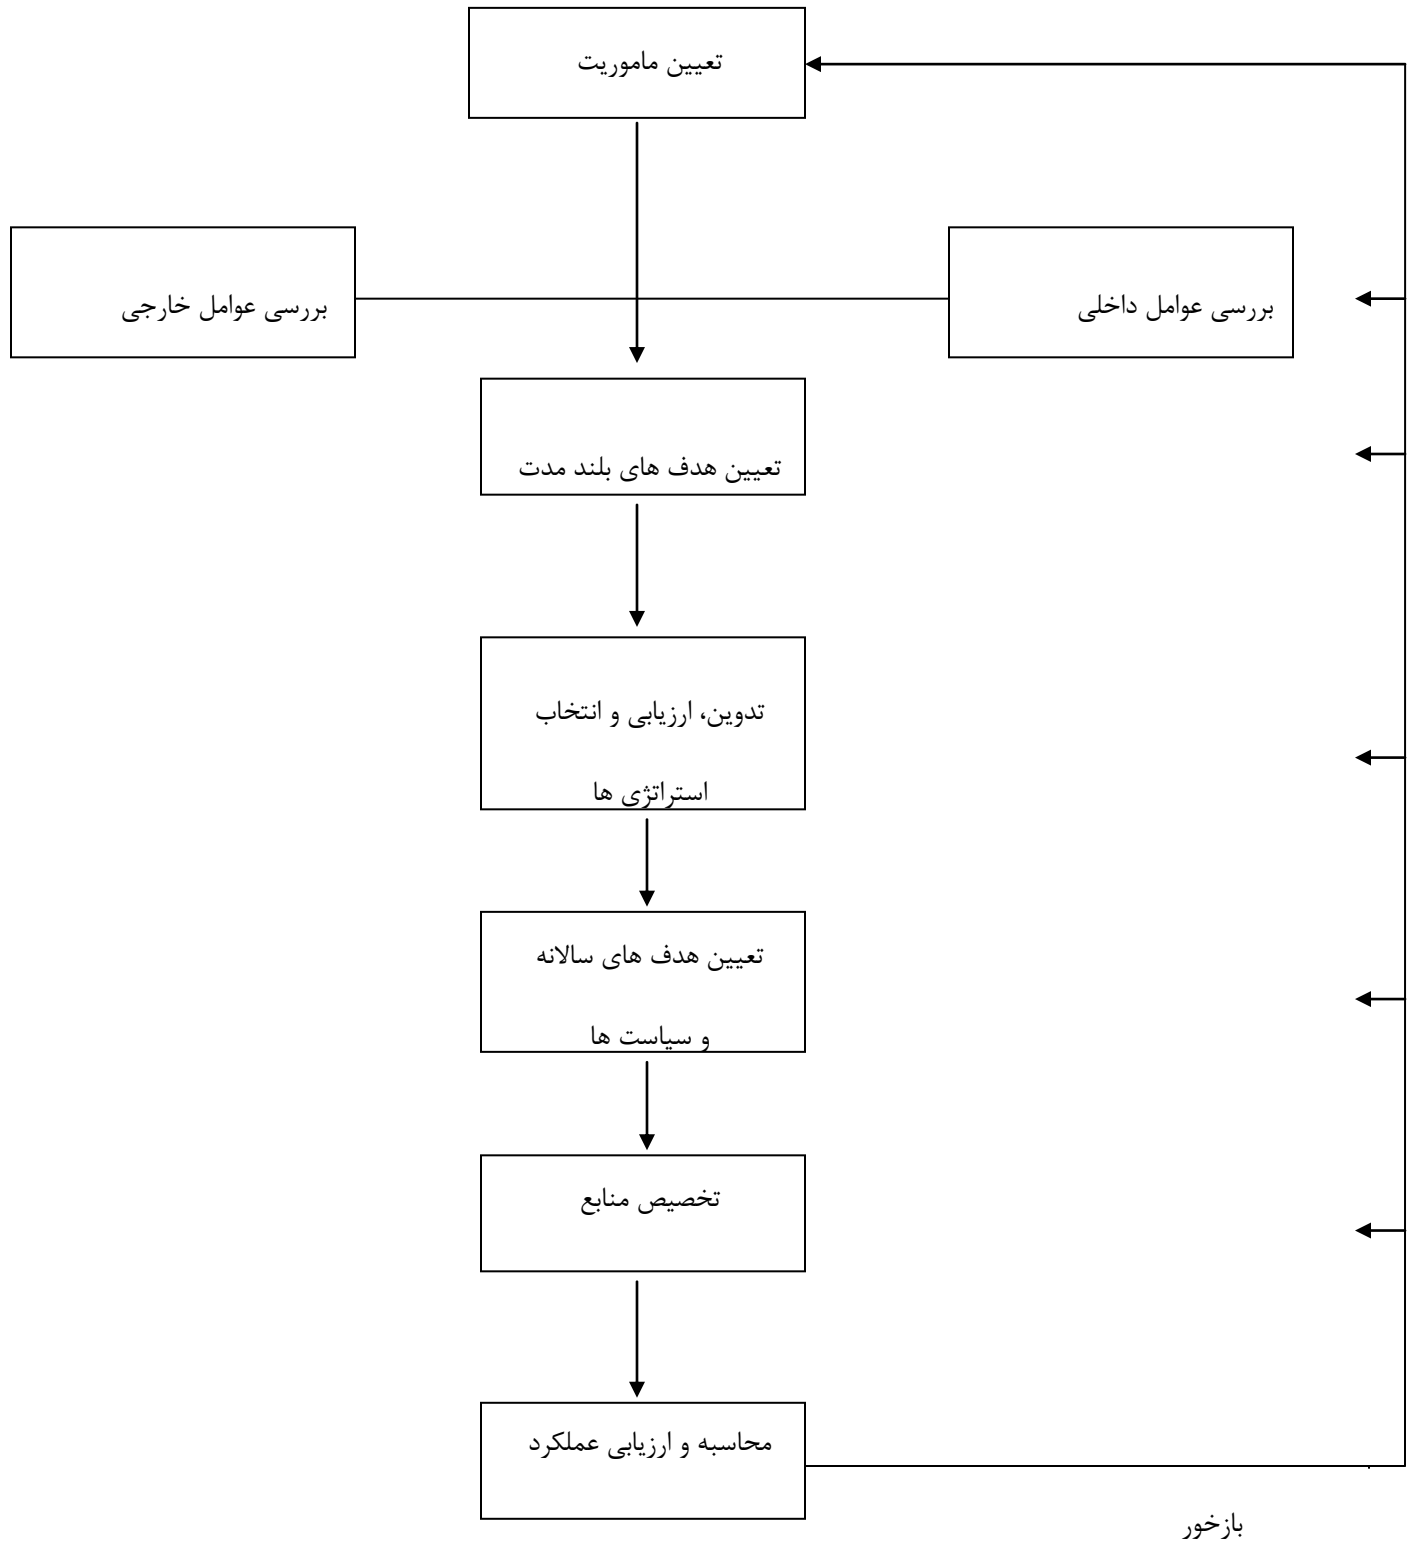 تعیین ماموریت
بررسی عوامل داخلی
بررسی عوامل خارجی
تعیین هدف های بلند مدت
تدوین، ارزیابی و انتخاب
استراتژی ها
تعیین هدف های سالانه
و سیاست ها
تخصیص منابع
محاسبه و ارزیابی عملکرد
بازخور